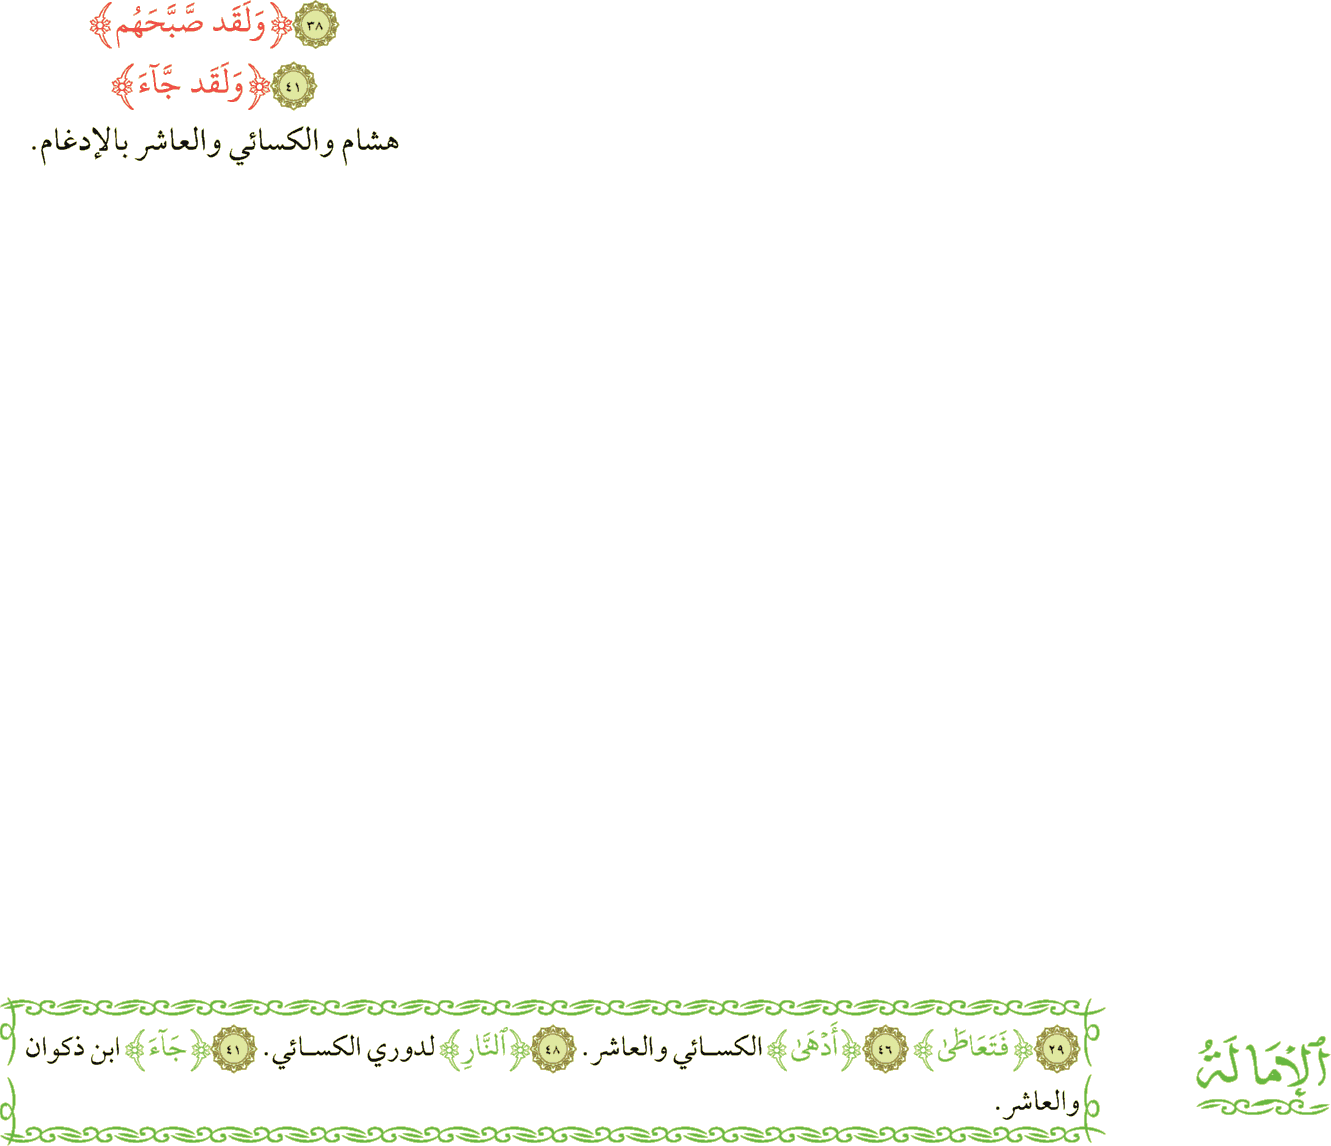 ٣٨ ﴿وَلَقَد صَّبَّحَهُم﴾
٤١ ﴿وَلَقَد جَّآءَ﴾
هشام والكسائي والعاشر بالإدغام.
الإمَالَةُ
٢٩ ﴿فَتَعَاطَىٰ﴾ ٤٦ ﴿أَدۡهَىٰ﴾ الكسائي والعاشر. ٤٨ ﴿ٱلنَّارِ﴾ لدوري الكسائي. ٤١ ﴿جَآءَ﴾ ابن ذكوان
والعاشر.